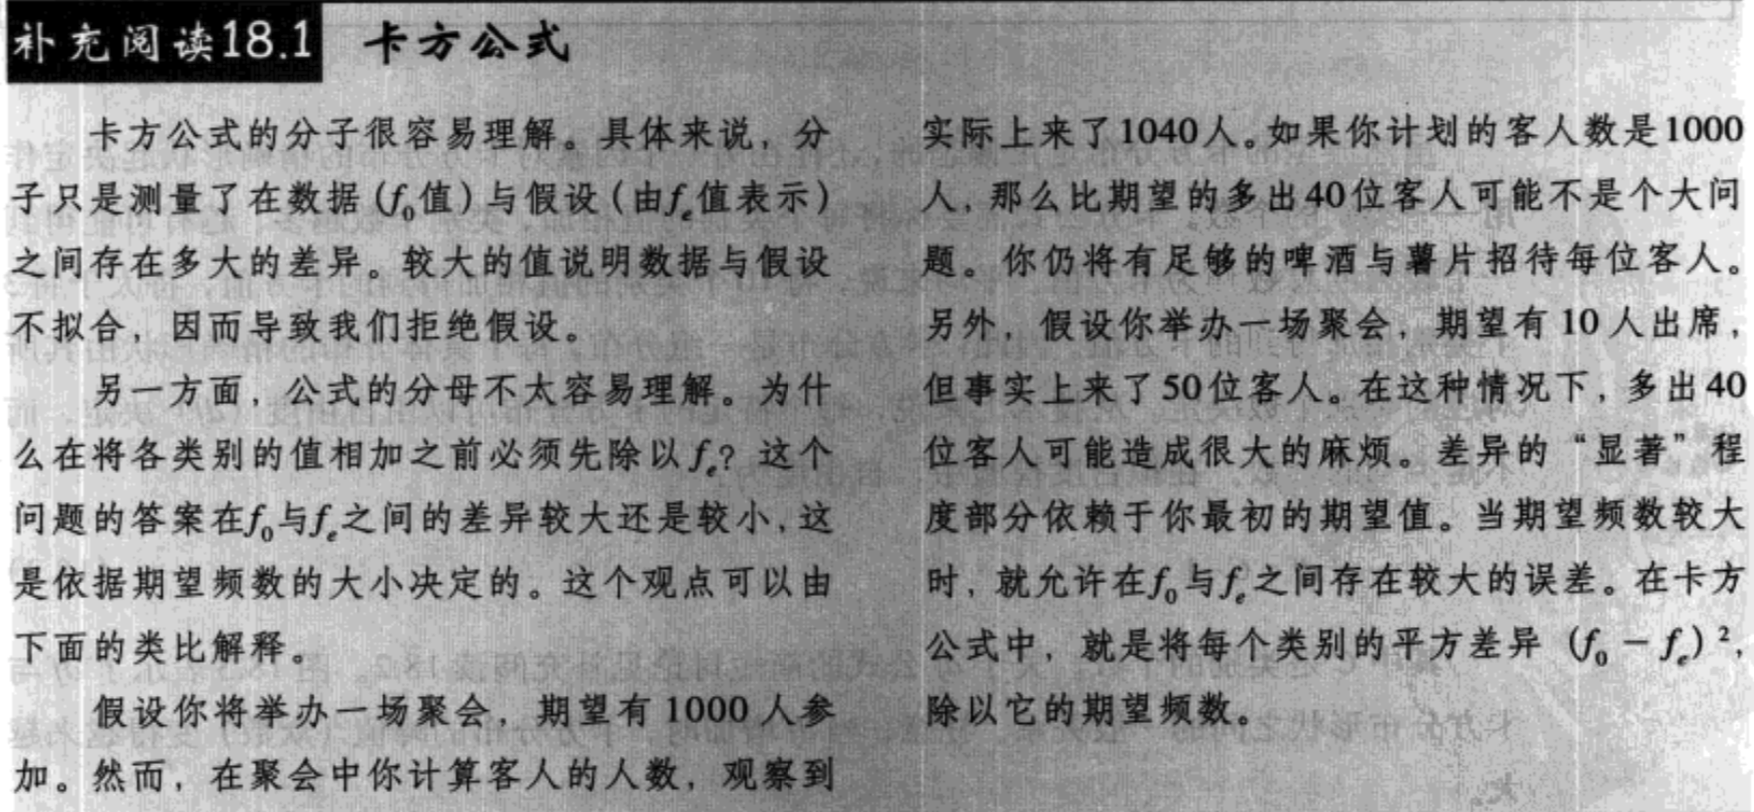 补充阅读18.1 卡方公式
卡方公式的分子很容易理解。具体来说，分
子只是测量了在数据（f₀值）与假设（由fₑ值表示）
之间存在多大的差异。较大的值说明数据与假设
不拟合，因而导致我们拒绝假设。
另一方面，公式的分母不太容易理解。为什
么在将各类别的值相加之前必须先除以fₑ？这个
问题的答案在f₀与fₑ之间的差异较大还是较小，这
是依据期望频数的大小决定的。这个观点可以由
下面的类比解释。
假设你将举办一场聚会，期望有1000人参
加。然而，在聚会中你计算客人的人数，观察到
实际上来了1040人。如果你计划的客人数是1000
人，那么比期望的多出40位客人可能不是个大问
题。你仍将有足够的啤酒与薯片招待每位客人。
另外，假设你举办一场聚会，期望有10人出席，
但事实上来了50位客人。在这种情况下，多出40
位客人可能造成很大的麻烦。差异的“显著”程
度部分依赖于你最初的期望值。当期望频数较大
时，就允许在f₀与fₑ之间存在较大的误差。在卡方
公式中，就是将每个类别的平方差异（f₀－fₑ）²，
除以它的期望频数。